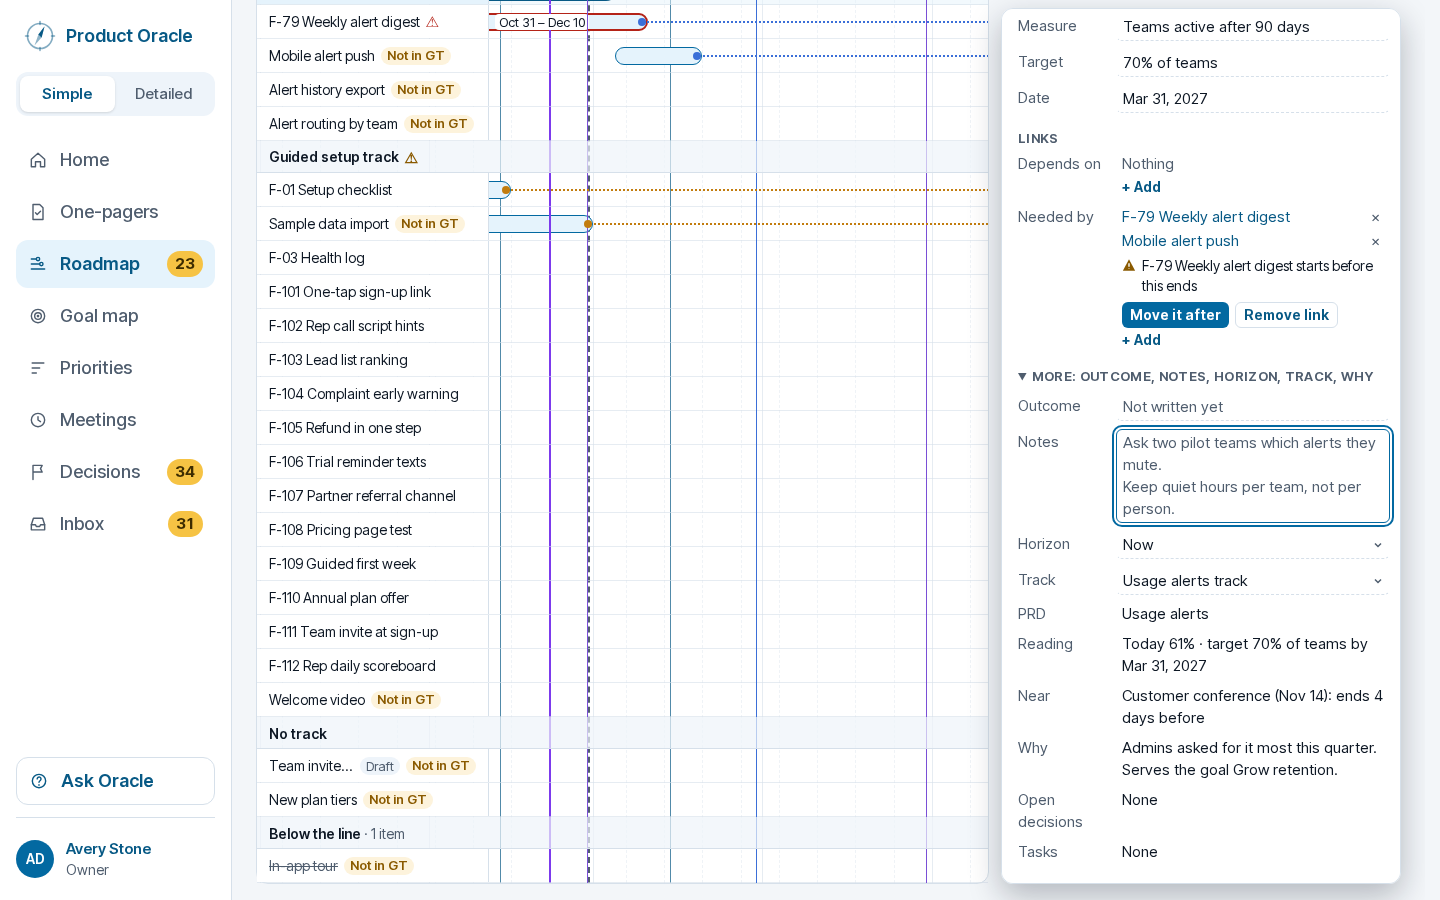 Product Oracle
Simple
Detailed
Home
One-pagers
Roadmap
23
Goal map
Priorities
Meetings
Decisions
34
Inbox
31
Ask Oracle
AD
Avery Stone
Owner
F-79 Weekly alert digest
Oct 31 – Dec 10
Mobile alert push Not in GT
Alert history export Not in GT
Alert routing by team Not in GT
Guided setup track
F-01 Setup checklist
Sample data import Not in GT
F-03 Health log
F-101 One-tap sign-up link
F-102 Rep call script hints
F-103 Lead list ranking
F-104 Complaint early warning
F-105 Refund in one step
F-106 Trial reminder texts
F-107 Partner referral channel
F-108 Pricing page test
F-109 Guided first week
F-110 Annual plan offer
F-111 Team invite at sign-up
F-112 Rep daily scoreboard
Welcome video Not in GT
No track
Team invite... Draft Not in GT
New plan tiers Not in GT
Below the line · 1 item
In-app tour Not in GT
Measure Teams active after 90 days
Target 70% of teams
Date Mar 31, 2027
LINKS
Depends on Nothing
+ Add
Needed by F-79 Weekly alert digest ×
Mobile alert push ×
F-79 Weekly alert digest starts before
this ends
Move it after Remove link
+ Add
▼ MORE: OUTCOME, NOTES, HORIZON, TRACK, WHY
Outcome Not written yet
Notes Ask two pilot teams which alerts they
mute.
Keep quiet hours per team, not per
person.
Horizon Now
Track Usage alerts track
PRD Usage alerts
Reading Today 61% · target 70% of teams by
Mar 31, 2027
Near Customer conference (Nov 14): ends 4
days before
Why Admins asked for it most this quarter.
Serves the goal Grow retention.
Open None
decisions
Tasks None